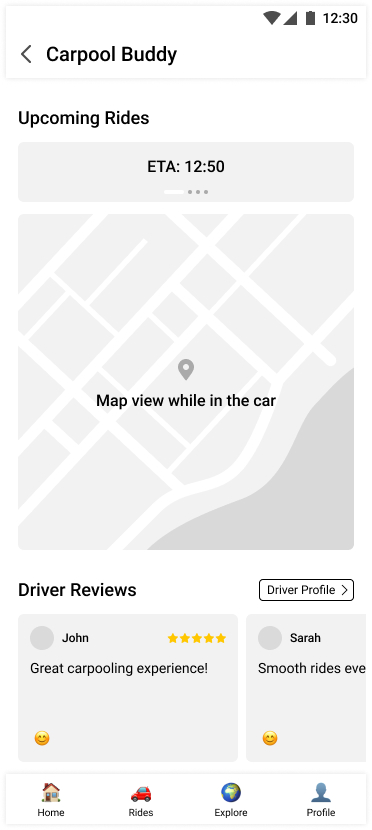 12:30
Carpool Buddy
Upcoming Rides
ETA: 12:50
Map view while in the car
Driver Reviews
Driver Profile
John
Great carpooling experience!
Sarah
Smooth rides eve
Home
Rides
Explore
Profile